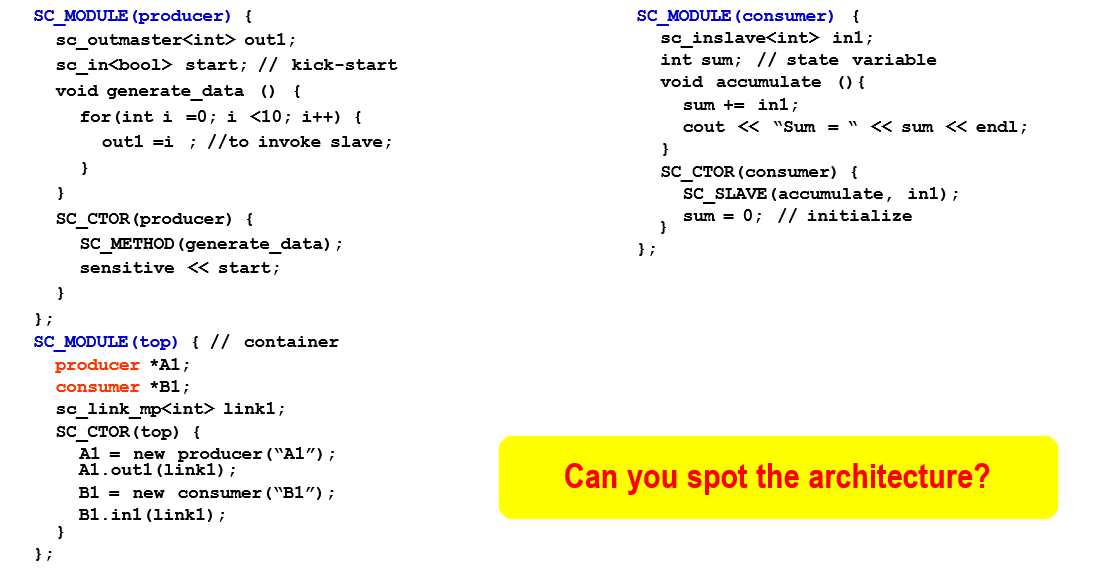 SC_MODULE(producer) {
sc_outmaster<int> out1;
sc_in<bool> start; // kick-start
void generate_data () {
for(int i =0; i <10; i++) {
out1 =i ; //to invoke slave;
}
}
SC_CTOR(producer) {
SC_METHOD(generate_data);
sensitive << start;
}
};
SC_MODULE(top) { // container
producer *A1;
consumer *B1;
sc_link_mp<int> link1;
SC_CTOR(top) {
A1 = new producer(“A1”);
A1.out1(link1);
B1 = new consumer(“B1”);
B1.in1(link1);
}
};
SC_MODULE(consumer) {
sc_inslave<int> in1;
int sum; // state variable
void accumulate (){
sum += in1;
cout << “Sum = “ << sum << endl;
}
SC_CTOR(consumer) {
SC_SLAVE(accumulate, in1);
sum = 0; // initialize
}
};
Can you spot the architecture?